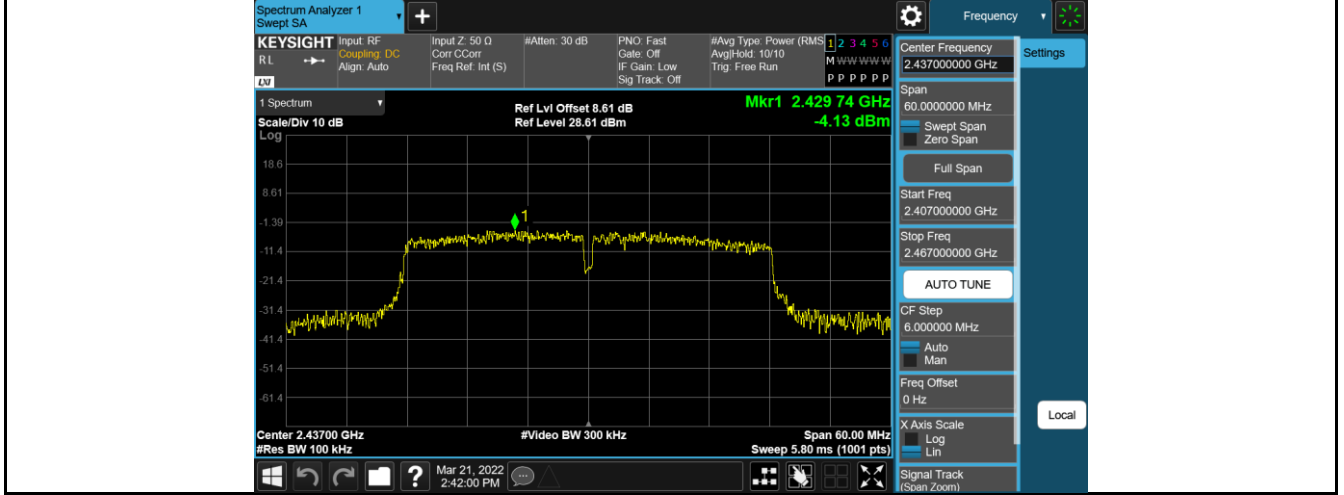 Spectrum Analyzer 1
Swept SA
+
Frequency
KEYSIGHT
R L
LXI
Input: RF
Coupling: DC
Align: Auto
Input Z: 50 Ω
Corr CCorr
Freq Ref: Int (S)
#Atten: 30 dB
PNO: Fast
Gate: Off
IF Gain: Low
Sig Track: Off
#Avg Type: Power (RMS
Avg|Hold: 10/10
Trig: Free Run
1 2 3 4 5 6
M W W W W W
P P P P P P
Center Frequency
2.437000000 GHz
Settings
Span
60.0000000 MHz
Swept Span
Zero Span
Full Span
Start Freq
2.407000000 GHz
Stop Freq
2.467000000 GHz
AUTO TUNE
CF Step
6.000000 MHz
Auto
Man
Freq Offset
0 Hz
X Axis Scale
Log
Lin
Signal Track
(Span Zoom)
Local
1 Spectrum
Scale/Div 10 dB
Ref Lvl Offset 8.61 dB
Ref Level 28.61 dBm
Mkr1 2.429 74 GHz
-4.13 dBm
Log
18.6
8.61
-1.39
-11.4
-21.4
-31.4
-41.4
-51.4
-61.4
1
Center 2.43700 GHz
#Res BW 100 kHz
#Video BW 300 kHz
Span 60.00 MHz
Sweep 5.80 ms (1001 pts)
?
Mar 21, 2022
2:42:00 PM